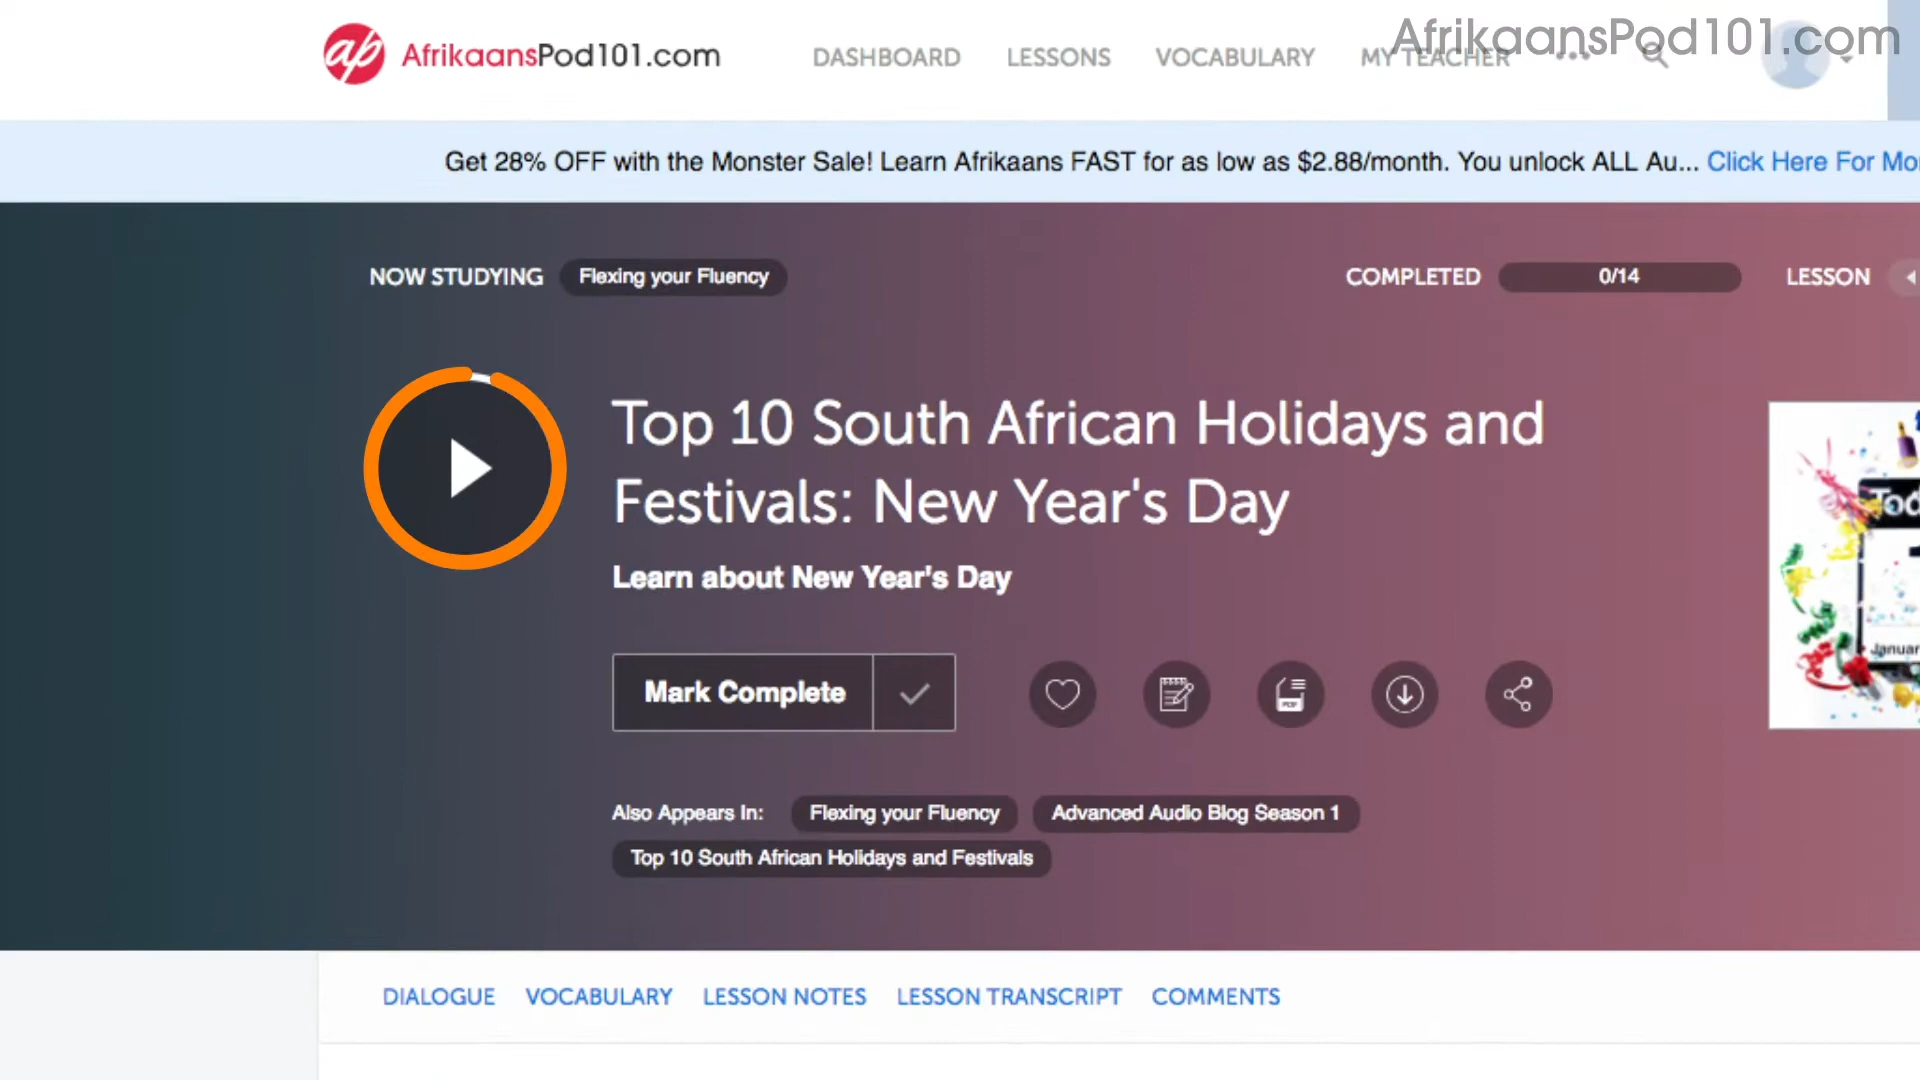 AfrikaansPod101.com
ap AfrikaansPod101.com DASHBOARD LESSONS VOCABULARY MY TEACHER ...
Get 28% OFF with the Monster Sale! Learn Afrikaans FAST for as low as $2.88/month. You unlock ALL Au... Click Here For Mo
NOW STUDYING Flexing your Fluency COMPLETED 0/14 LESSON
Top 10 South African Holidays and
Festivals: New Year's Day
Learn about New Year's Day
Mark Complete
PDF
Also Appears In: Flexing your Fluency Advanced Audio Blog Season 1
Top 10 South African Holidays and Festivals
Tod
Januar
DIALOGUE VOCABULARY LESSON NOTES LESSON TRANSCRIPT COMMENTS